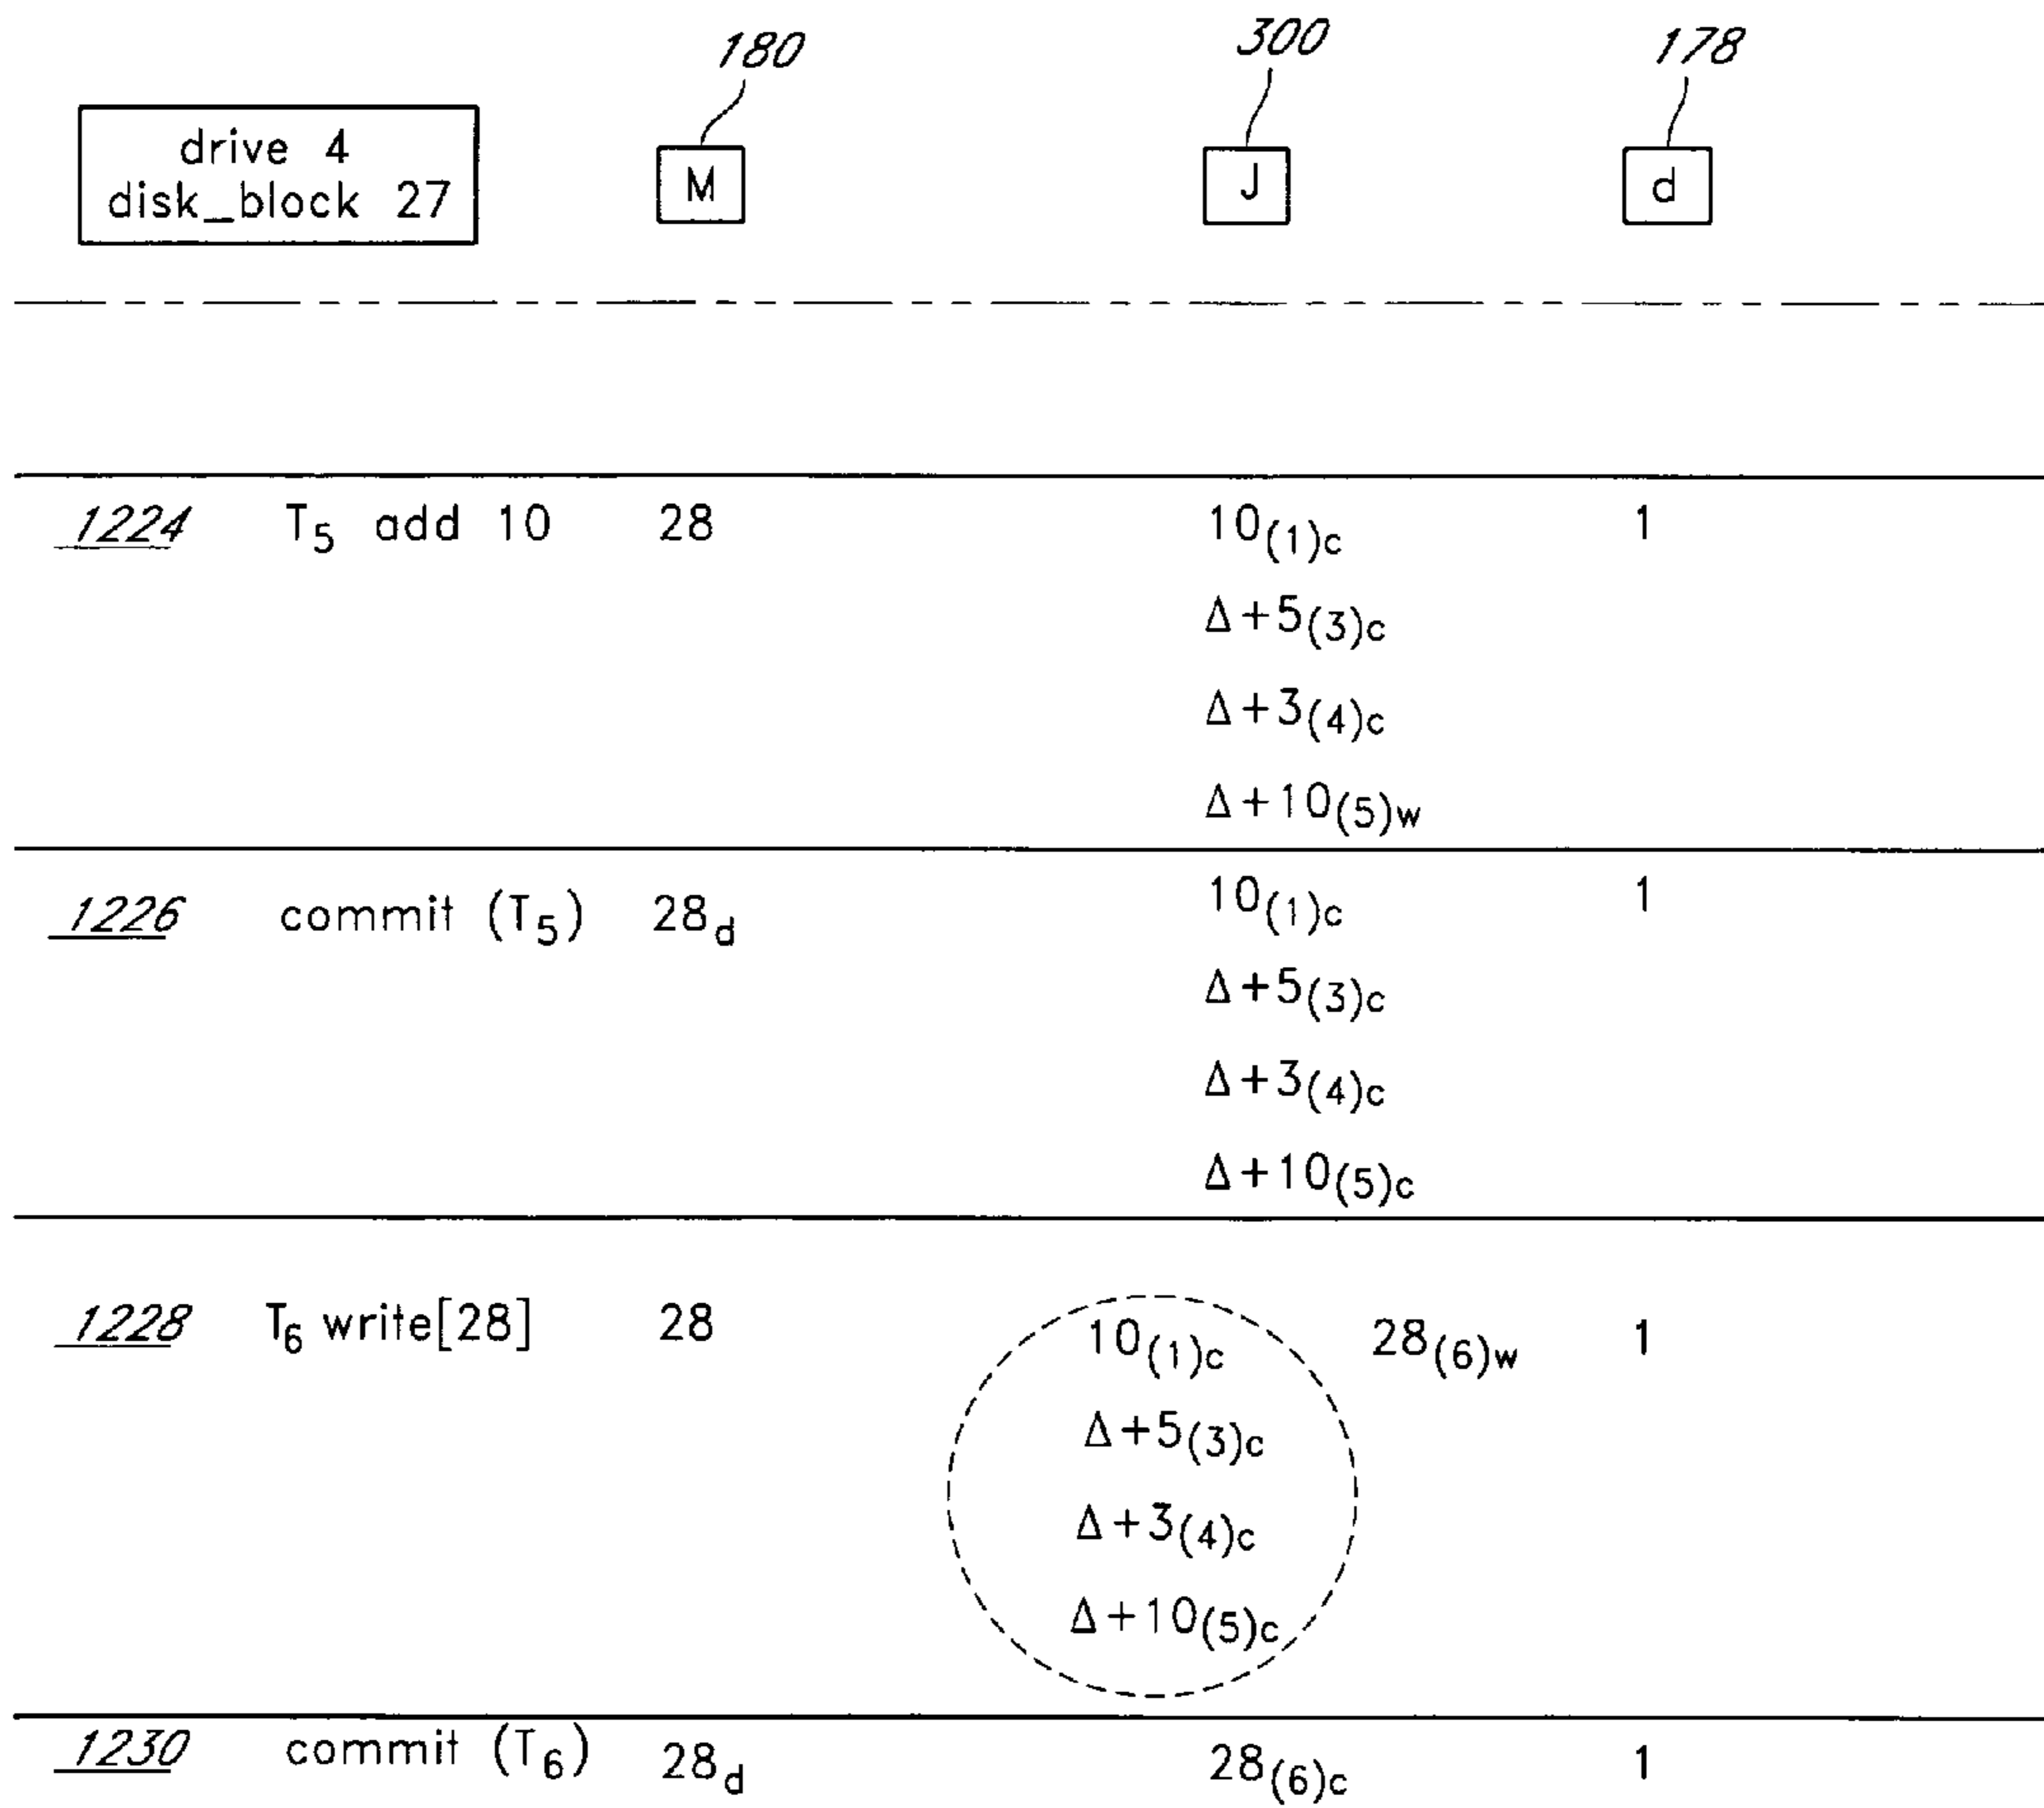 180 300 178
drive 4
disk_block 27
M J d
1224 T5 add 10 28 10(1)c 1
Δ+5(3)c
Δ+3(4)c
Δ+10(5)w
1226 commit (T5) 28d 10(1)c 1
Δ+5(3)c
Δ+3(4)c
Δ+10(5)c
1228 T6 write[28] 28 10(1)c 28(6)w 1
Δ+5(3)c
Δ+3(4)c
Δ+10(5)c
1230 commit (T6) 28d 28(6)c 1